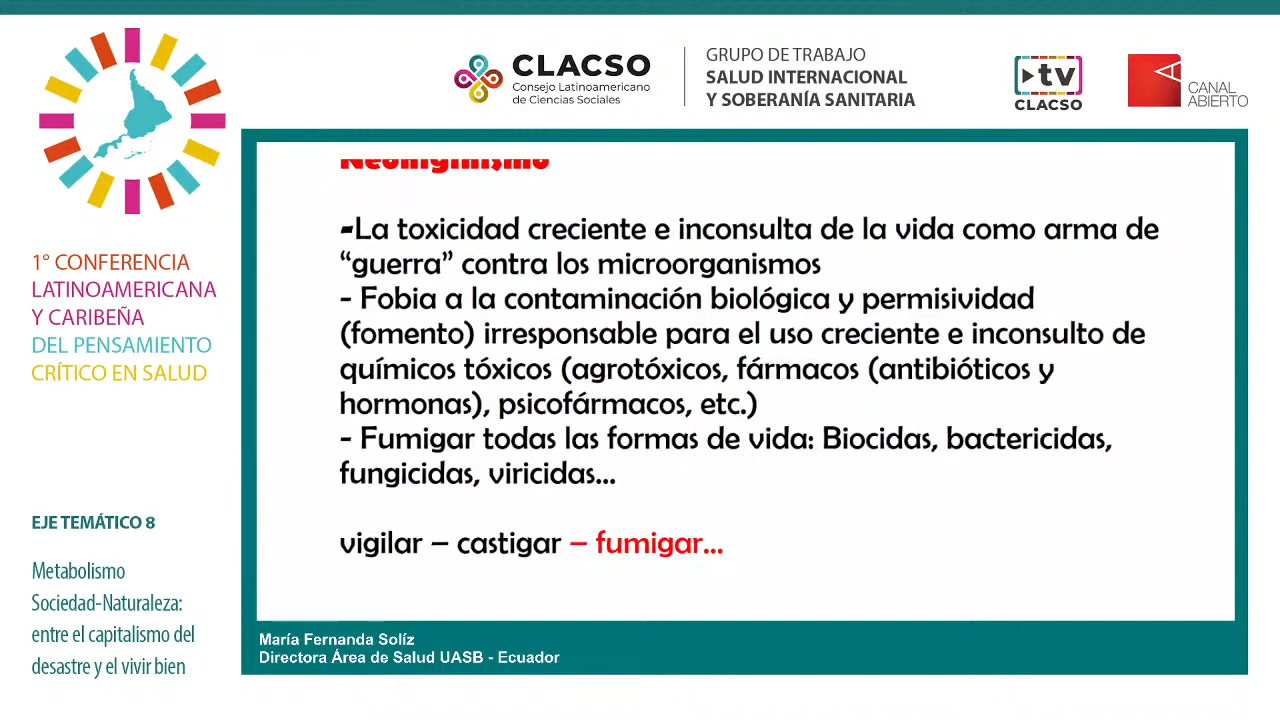 CLACSO
Consejo Latinoamericano
de Ciencias Sociales
GRUPO DE TRABAJO
SALUD INTERNACIONAL
Y SOBERANÍA SANITARIA
tv
CLACSO
CANAL
ABIERTO
1° CONFERENCIA
LATINOAMERICANA
Y CARIBEÑA
DEL PENSAMIENTO
CRÍTICO EN SALUD
EJE TEMÁTICO 8
Metabolismo
Sociedad-Naturaleza:
entre el capitalismo del
desastre y el vivir bien
-La toxicidad creciente e inconsulta de la vida como arma de
“guerra” contra los microorganismos
- Fobia a la contaminación biológica y permisividad
(fomento) irresponsable para el uso creciente e inconsulto de
químicos tóxicos (agrotóxicos, fármacos (antibióticos y
hormonas), psicofármacos, etc.)
- Fumigar todas las formas de vida: Biocidas, bactericidas,
fungicidas, viricidas...
vigilar – castigar – fumigar...
María Fernanda Solíz
Directora Área de Salud UASB - Ecuador